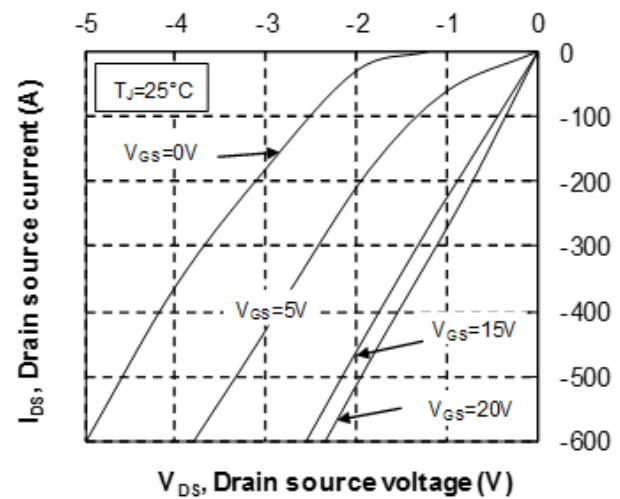 -5 -4 -3 -2 -1 0
0
-100
-200
-300
-400
-500
-600
TJ=25°C
VGS=0V
VGS=5V
VGS=15V
VGS=20V
IDS, Drain source current (A)
VDS, Drain source voltage (V)